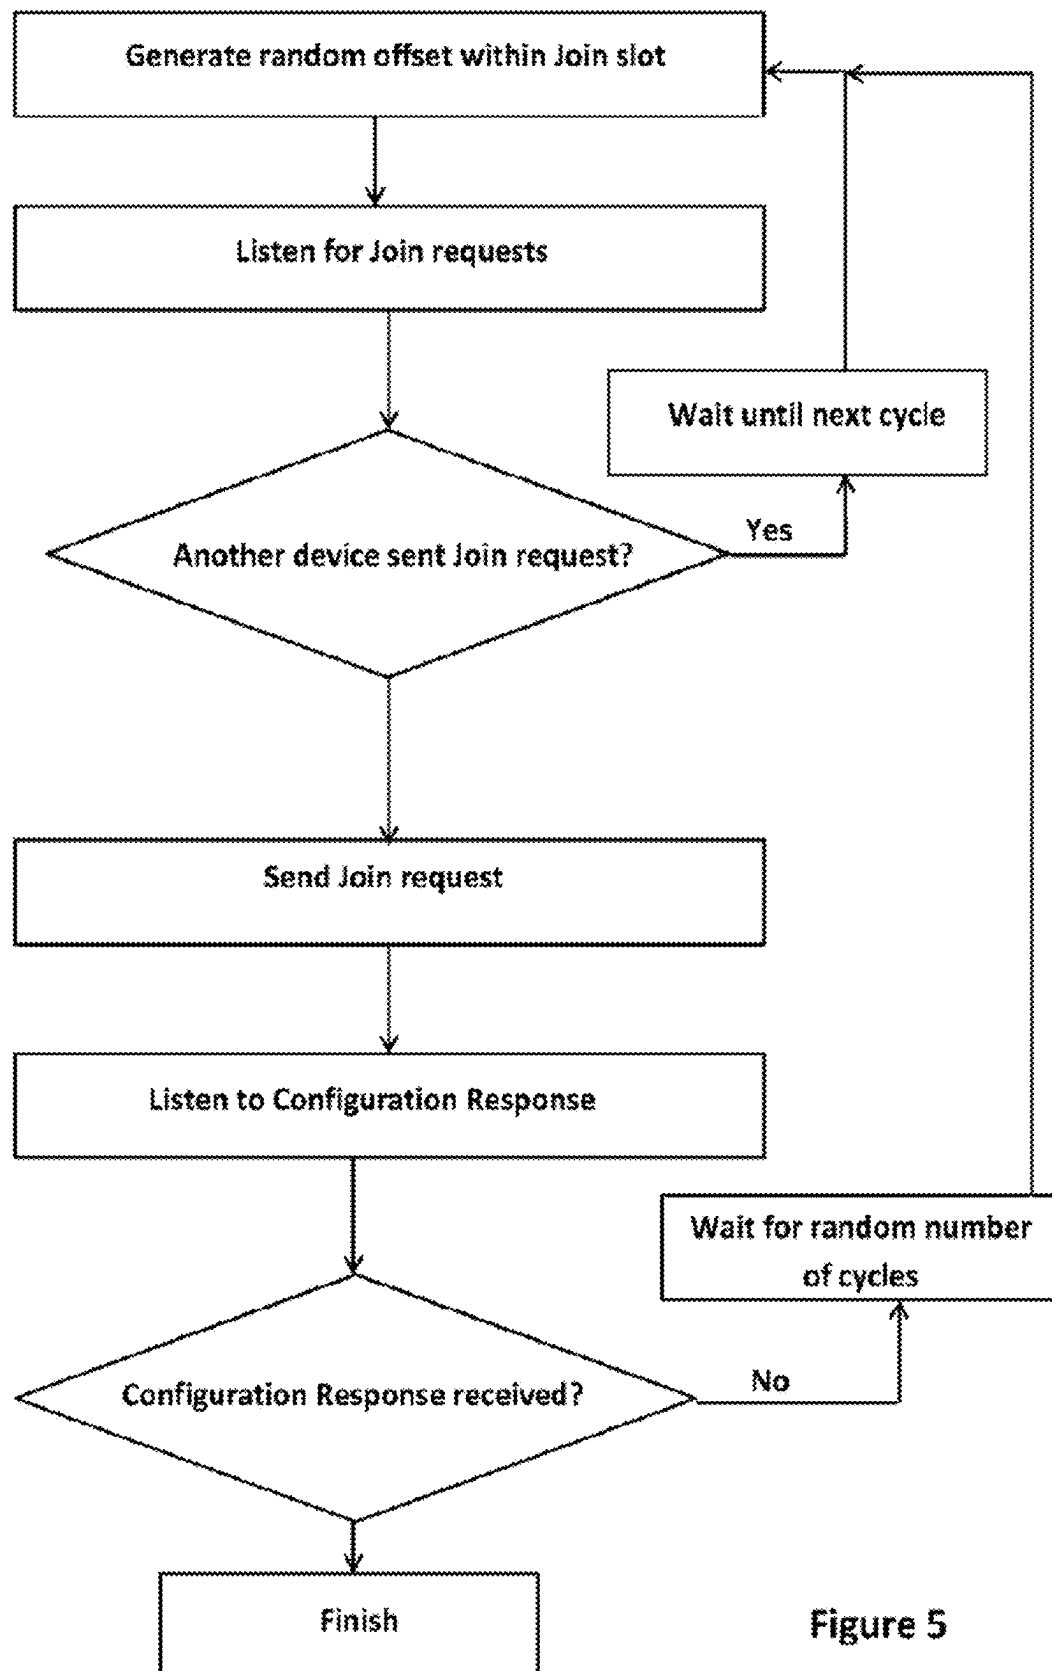 Generate random offset within Join slot
Listen for Join requests
Wait until next cycle
Yes
Another device sent Join request?
Send Join request
Listen to Configuration Response
Wait for random number
of cycles
No
Configuration Response received?
Finish
Figure 5